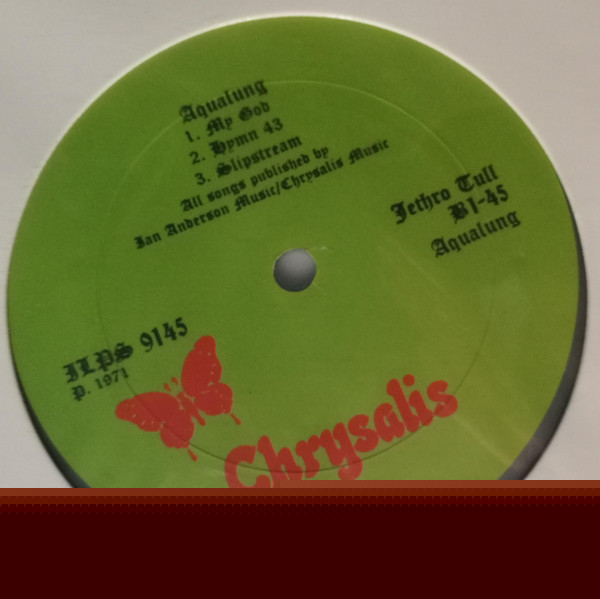 Aqualung
1. My God
2. Hymn 43
3. Slipstream
All songs published by
Ian Anderson Music/Chrysalis Music
Jethro Tull
B1-45
Aqualung
ILPS 9145
P. 1971
Chrysalis